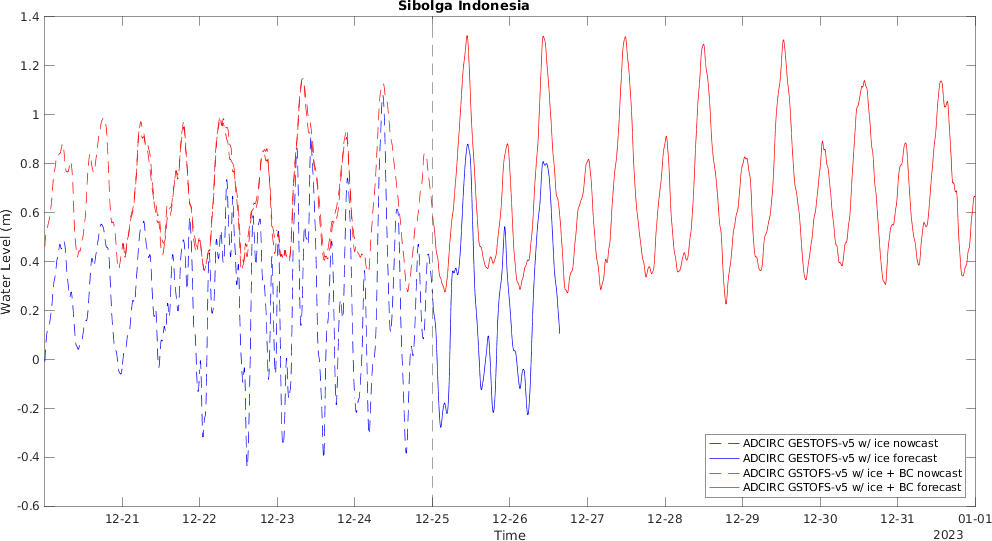 Sibolga Indonesia
1.4
1.2
1
0.8
0.6
0.4
0.2
0
-0.2
-0.4
-0.6
Water Level (m)
12-21 12-22 12-23 12-24 12-25 12-26 12-27 12-28 12-29 12-30 12-31 01-01
Time
2023
ADCIRC GESTOFS-v5 w/ ice nowcast
ADCIRC GESTOFS-v5 w/ ice forecast
ADCIRC GSTOFS-v5 w/ ice + BC nowcast
ADCIRC GSTOFS-v5 w/ ice + BC forecast